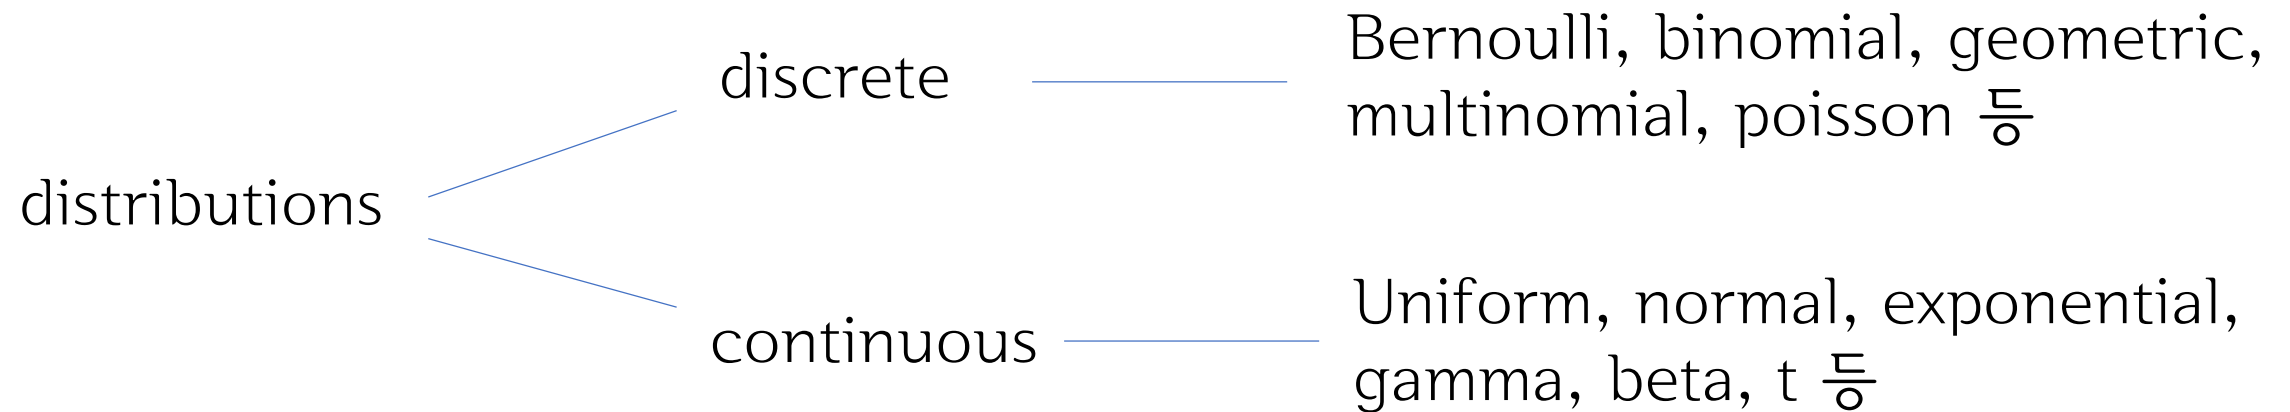 distributions
discrete
Bernoulli, binomial, geometric,
multinomial, poisson 등
continuous
Uniform, normal, exponential,
gamma, beta, t 등